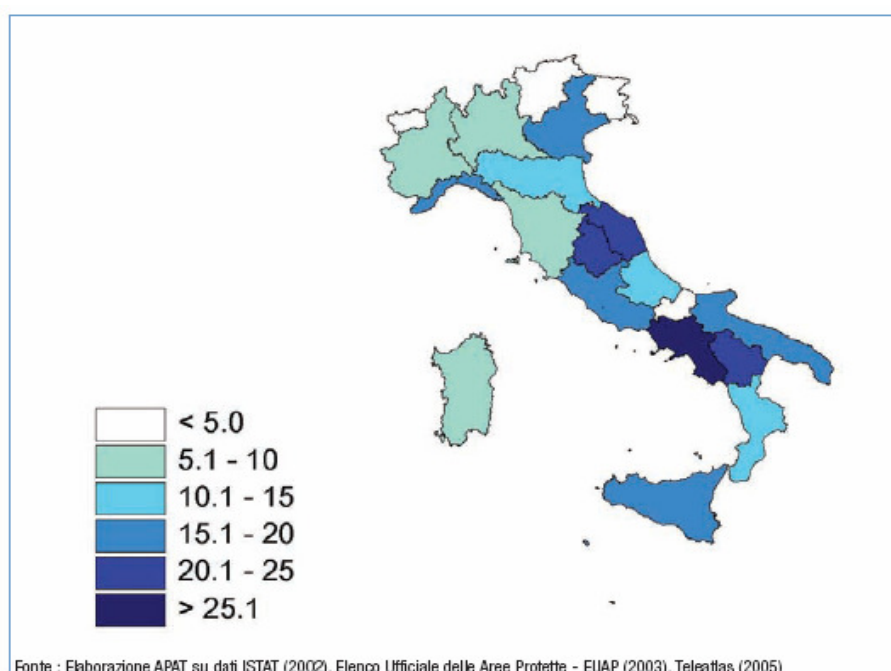 < 5.0
5.1 - 10
10.1 - 15
15.1 - 20
20.1 - 25
> 25.1
Fonte : Elaborazione APAT su dati ISTAT (2002), Elenco Ufficiale delle Aree Protette - EUAP (2003), Teleatlas (2005)